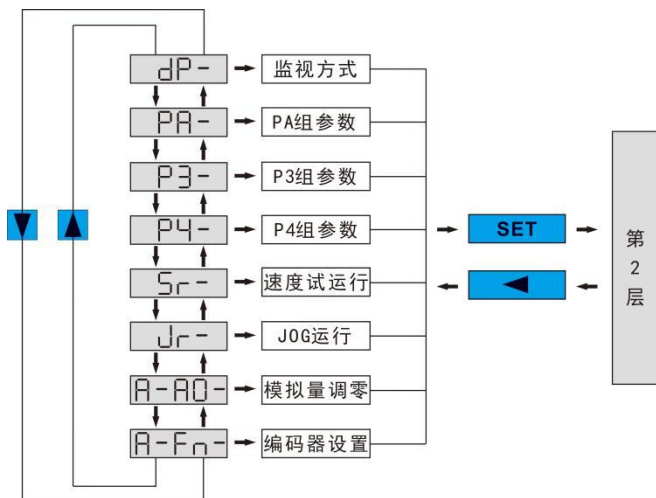 dP- 监视方式
PA- PA组参数
P3- P3组参数
P4- P4组参数
SET
Sr- 速度试运行
Jr- JOG运行
A-A0- 模拟量调零
A-Fn- 编码器设置
第
2
层